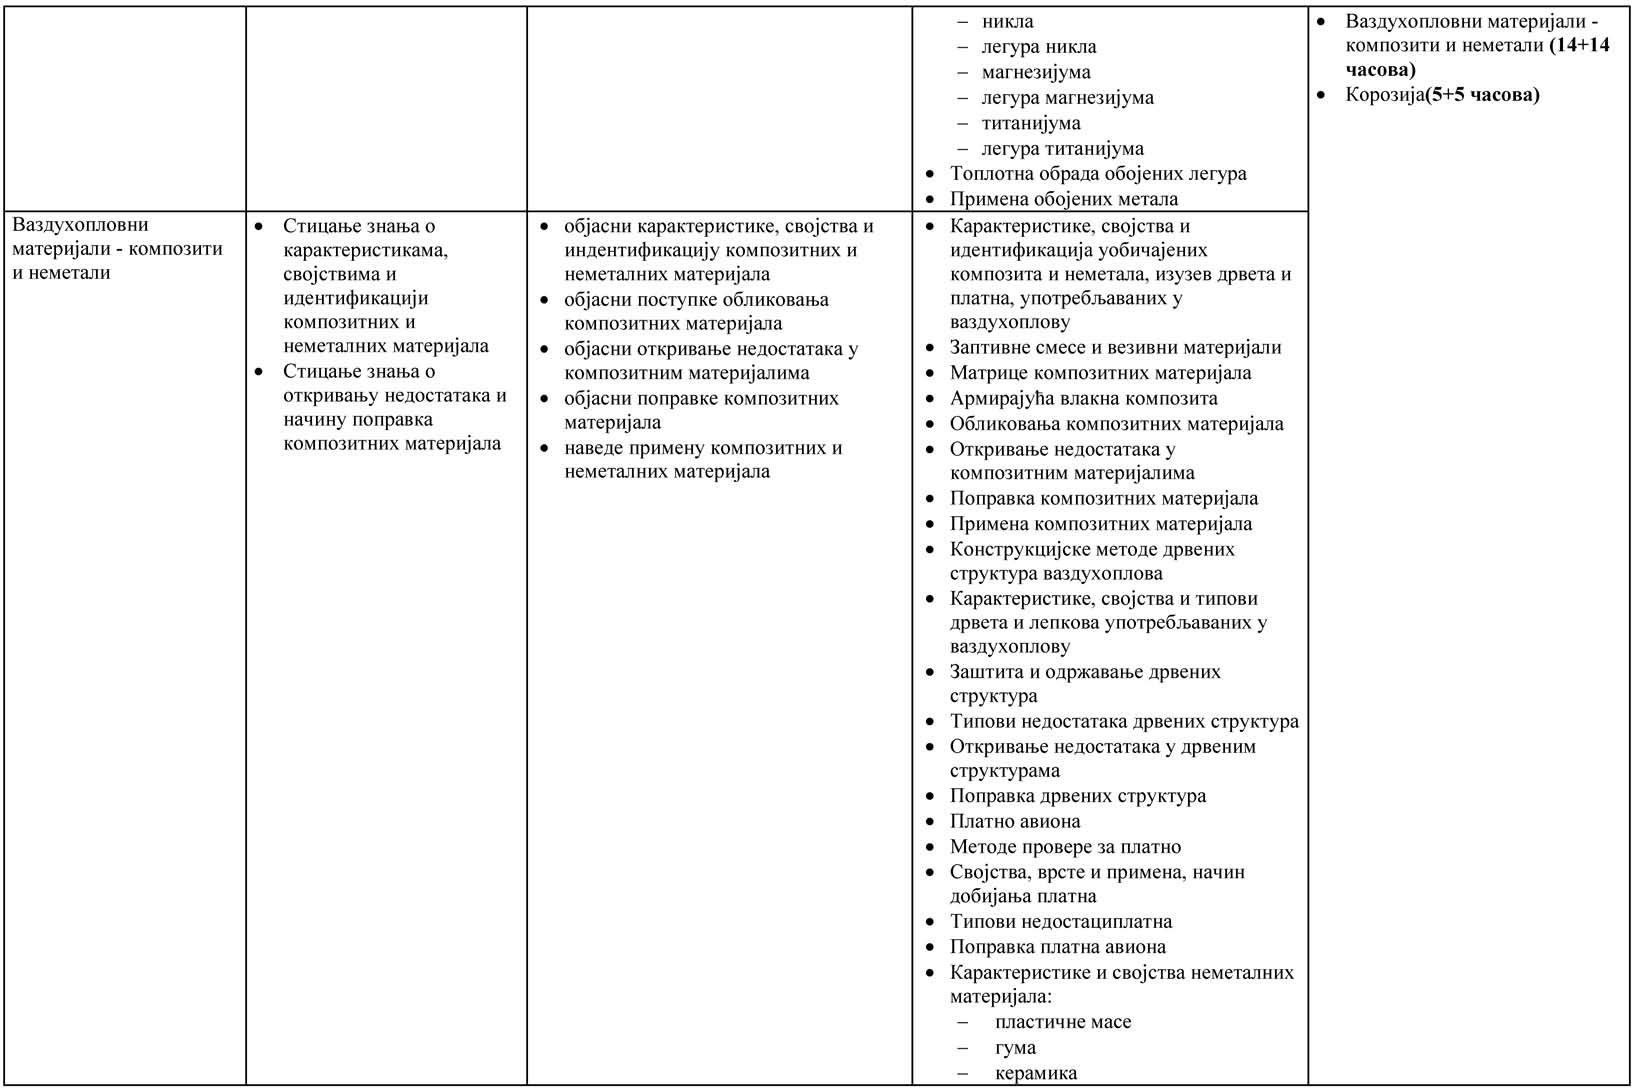 – никла
– легура никла
– магнезијума
– легура магнезијума
– титанијума
– легура титанијума
• Топлотна обрада обојених легура
• Примена обојених метала
• Ваздухопловни материјали -
композити и неметали (14+14
часова)
• Корозија(5+5 часова)
Ваздухопловни
материјали - композити
и неметали
• Стицање знања о
карактеристикама,
својствима и
идентификацији
композитних и
неметалних материјала
• Стицање знања о
откривању недостатака и
начину поправка
композитних материјала
• објасни карактеристике, својства и
индентификацију композитних и
неметалних материјала
• објасни поступке обликовања
композитних материјала
• објасни откривање недостатака у
композитним материјалима
• објасни поправке композитних
материјала
• наведе примену композитних и
неметалних материјала
• Карактеристике, својства и
идентификација уобичајених
композита и неметала, изузев дрвета и
платна, употребљаваних у
ваздухоплову
• Заптивне смесе и везивни материјали
• Матрице композитних материјала
• Армирајућа влакна композита
• Обликовања композитних материјала
• Откривање недостатака у
композитним материјалима
• Поправка композитних материјала
• Примена композитних материјала
• Конструкцијске методе дрвених
структура ваздухоплова
• Карактеристике, својства и типови
дрвета и лепкова употребљаваних у
ваздухоплову
• Заштита и одржавање дрвених
структура
• Типови недостатака дрвених структура
• Откривање недостатака у дрвеним
структурама
• Поправка дрвених структура
• Платно авиона
• Методе провере за платно
• Својства, врсте и примена, начин
добијања платна
• Типови недостациплатна
• Поправка платна авиона
• Карактеристике и својства неметалних
материјала:
– пластичне масе
– гума
– керамика